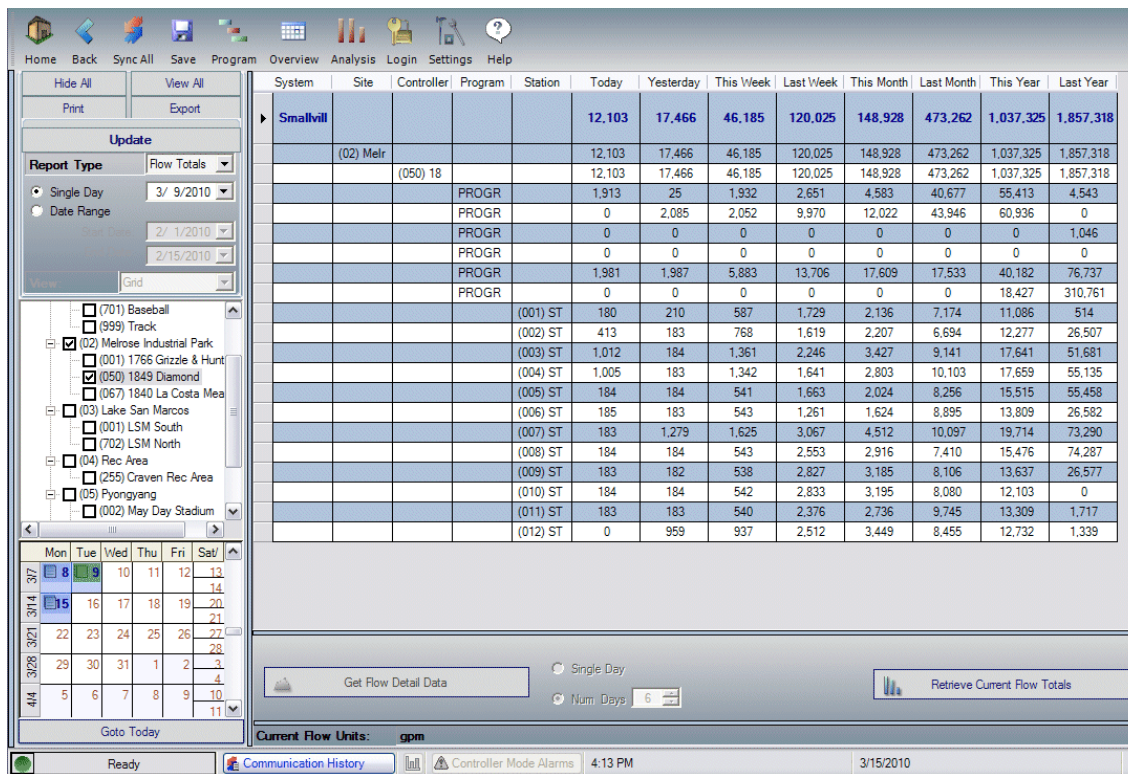 Home Back Sync All Save Program Overview Analysis Login Settings Help
Hide All View All
Print Export
Update
Report Type Flow Totals
Single Day 3/ 9/2010
Date Range
Start Date 2/ 1/2010
2/15/2010
View Grid
(701) Baseball
(999) Track
(02) Melrose Industrial Park
(001) 1766 Grizzle & Hunt
(050) 1849 Diamond
(067) 1840 La Costa Mea
(03) Lake San Marcos
(001) LSM South
(702) LSM North
(04) Rec Area
(255) Craven Rec Area
(05) Pyongyang
(002) May Day Stadium
Mon Tue Wed Thu Fri Sat/
3/7 8 9 10 11 12 13
14
3/14 15 16 17 18 19 20
21
3/21 22 23 24 25 26 27
28
3/28 29 30 31 1 2 3
4
4/4 5 6 7 8 9 10
11
Goto Today
System Site Controller Program Station Today Yesterday This Week Last Week This Month Last Month This Year Last Year
Smallvill 12,103 17,466 46,185 120,025 148,928 473,262 1,037,325 1,857,318
(02) Melr 12,103 17,466 46,185 120,025 148,928 473,262 1,037,325 1,857,318
(050) 18 12,103 17,466 46,185 120,025 148,928 473,262 1,037,325 1,857,318
PROGR 1,913 25 1,932 2,651 4,583 40,677 55,413 4,543
PROGR 0 2,085 2,052 9,970 12,022 43,946 60,936 0
PROGR 0 0 0 0 0 0 0 1,046
PROGR 0 0 0 0 0 0 0 0
PROGR 1,981 1,987 5,883 13,706 17,609 17,533 40,182 76,737
PROGR 0 0 0 0 0 0 18,427 310,761
(001) ST 180 210 587 1,729 2,136 7,174 11,086 514
(002) ST 413 183 768 1,619 2,207 6,694 12,277 26,507
(003) ST 1,012 184 1,361 2,246 3,427 9,141 17,641 51,681
(004) ST 1,005 183 1,342 1,641 2,803 10,103 17,659 55,135
(005) ST 184 184 541 1,663 2,024 8,256 15,515 55,458
(006) ST 185 183 543 1,261 1,624 8,895 13,809 26,582
(007) ST 183 1,279 1,625 3,067 4,512 10,097 19,714 73,290
(008) ST 184 184 543 2,553 2,916 7,410 15,476 74,287
(009) ST 183 182 538 2,827 3,185 8,106 13,637 26,577
(010) ST 184 184 542 2,833 3,195 8,080 12,103 0
(011) ST 183 183 540 2,376 2,736 9,745 13,309 1,717
(012) ST 0 959 937 2,512 3,449 8,455 12,732 1,339
Get Flow Detail Data
Single Day
Num Days 6
Retrieve Current Flow Totals
Current Flow Units: gpm
Ready Communication History Controller Mode Alarms 4:13 PM 3/15/2010